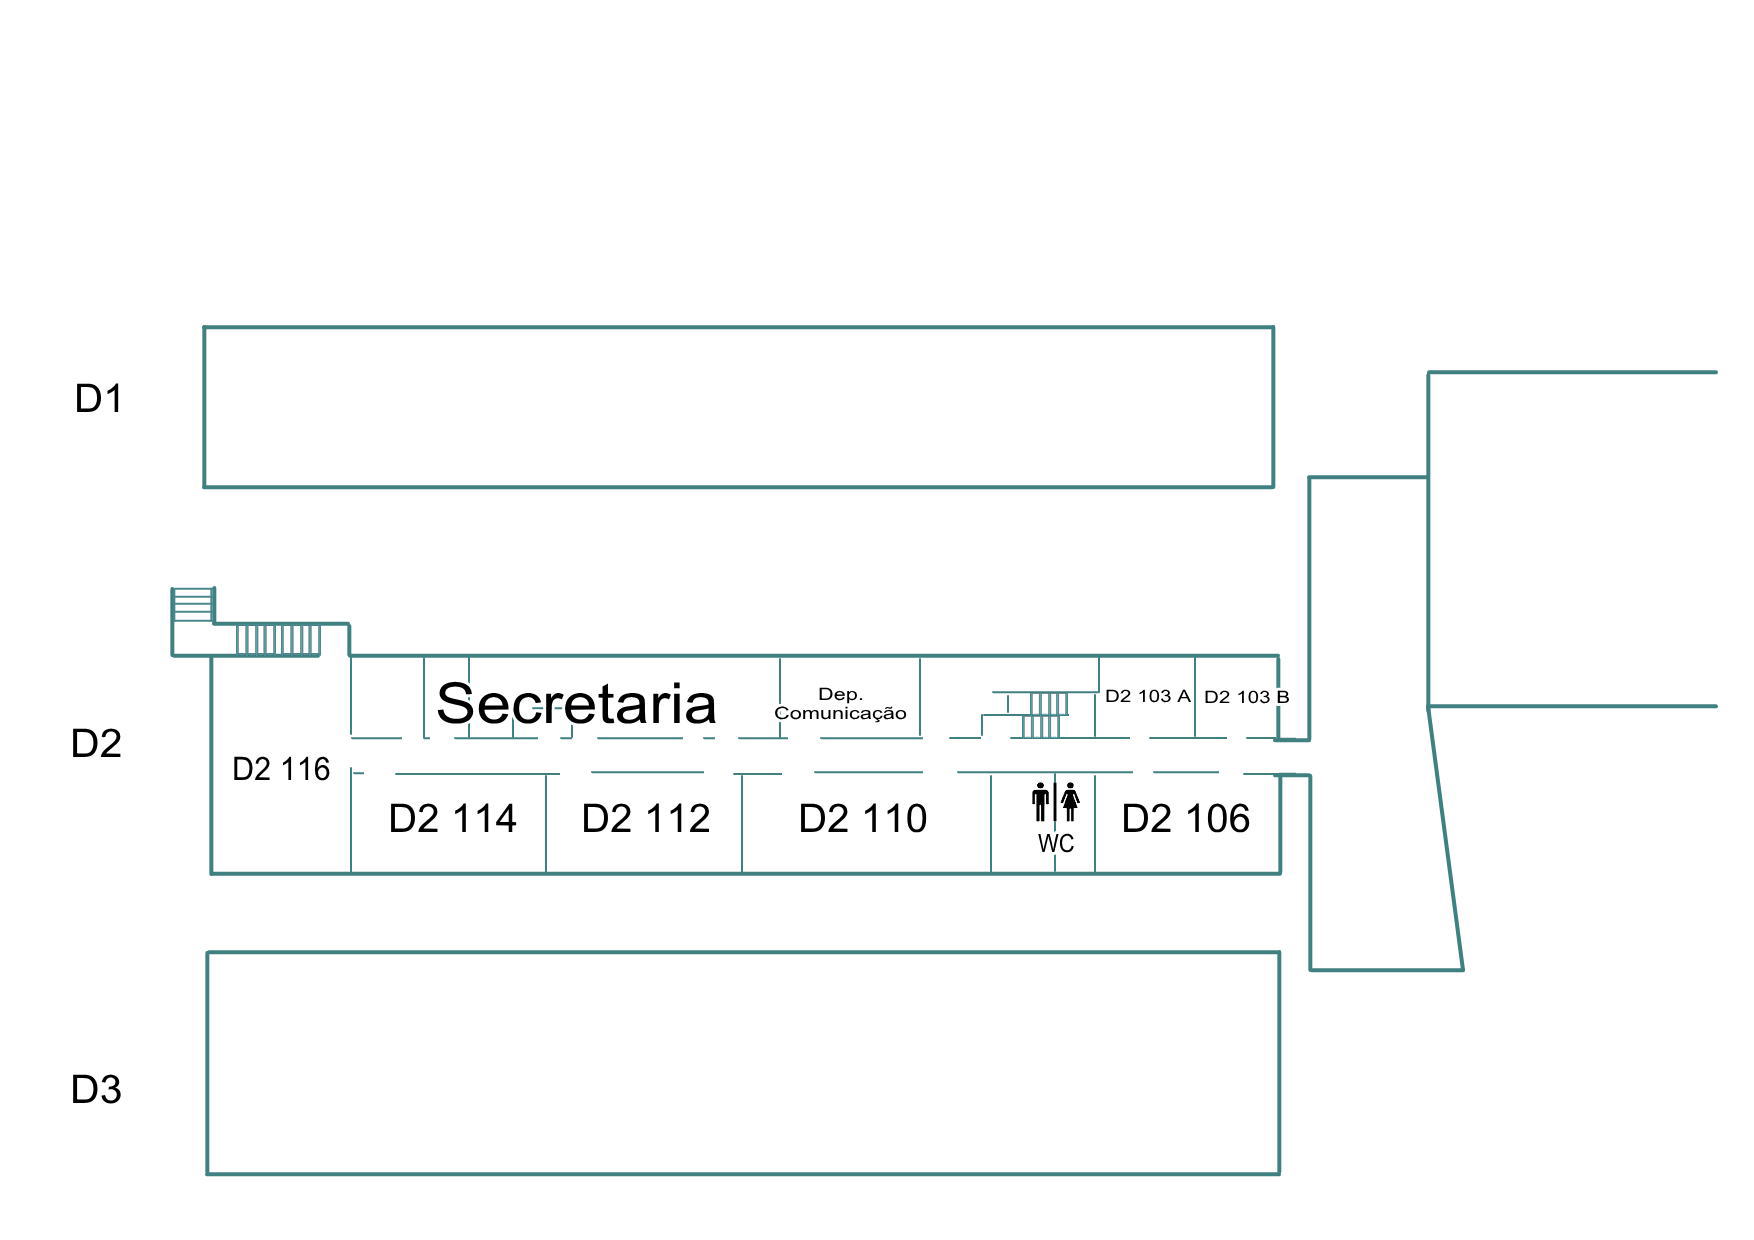 D1
Secretaria
Dep.
Comunicação
D2 103 A
D2 103 B
D2
D2 116
D2 114
D2 112
D2 110
WC
D2 106
D3